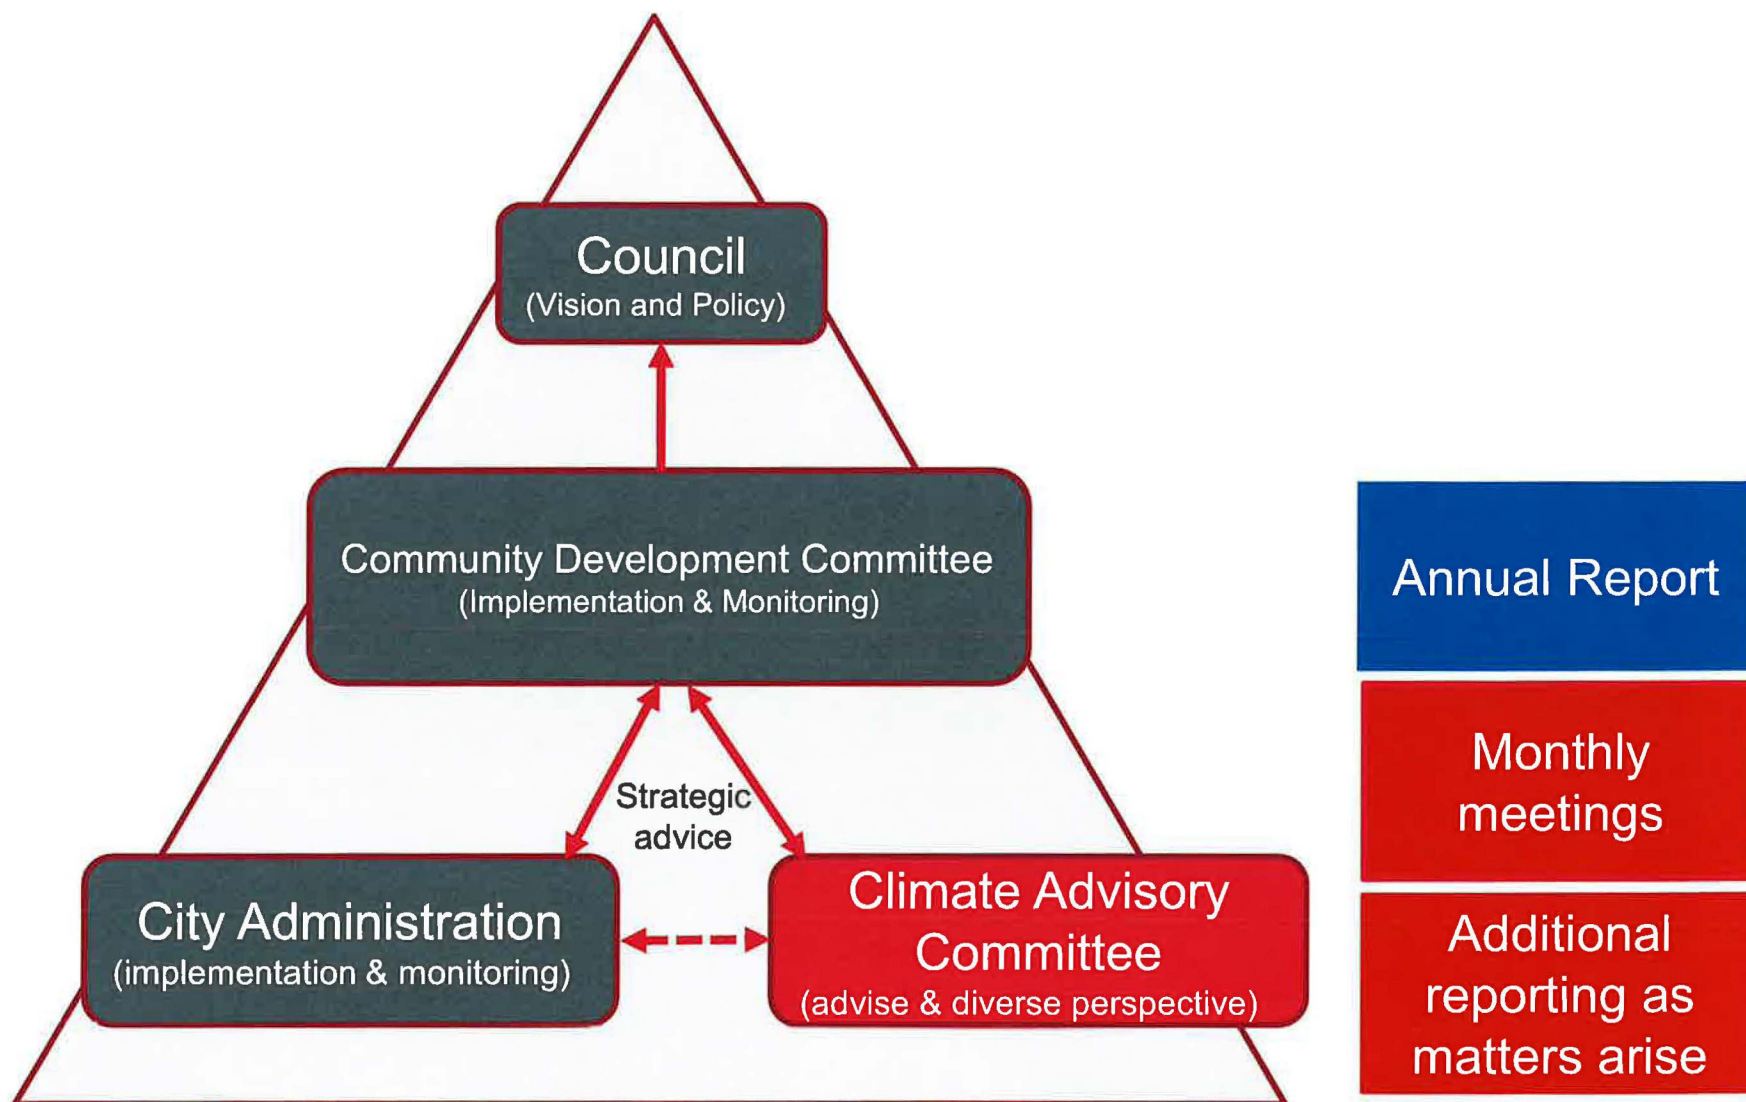 Council
(Vision and Policy)
Community Development Committee
(Implementation & Monitoring)
Strategic
advice
City Administration
(implementation & monitoring)
Climate Advisory
Committee
(advise & diverse perspective)
Annual Report
Monthly
meetings
Additional
reporting as
matters arise